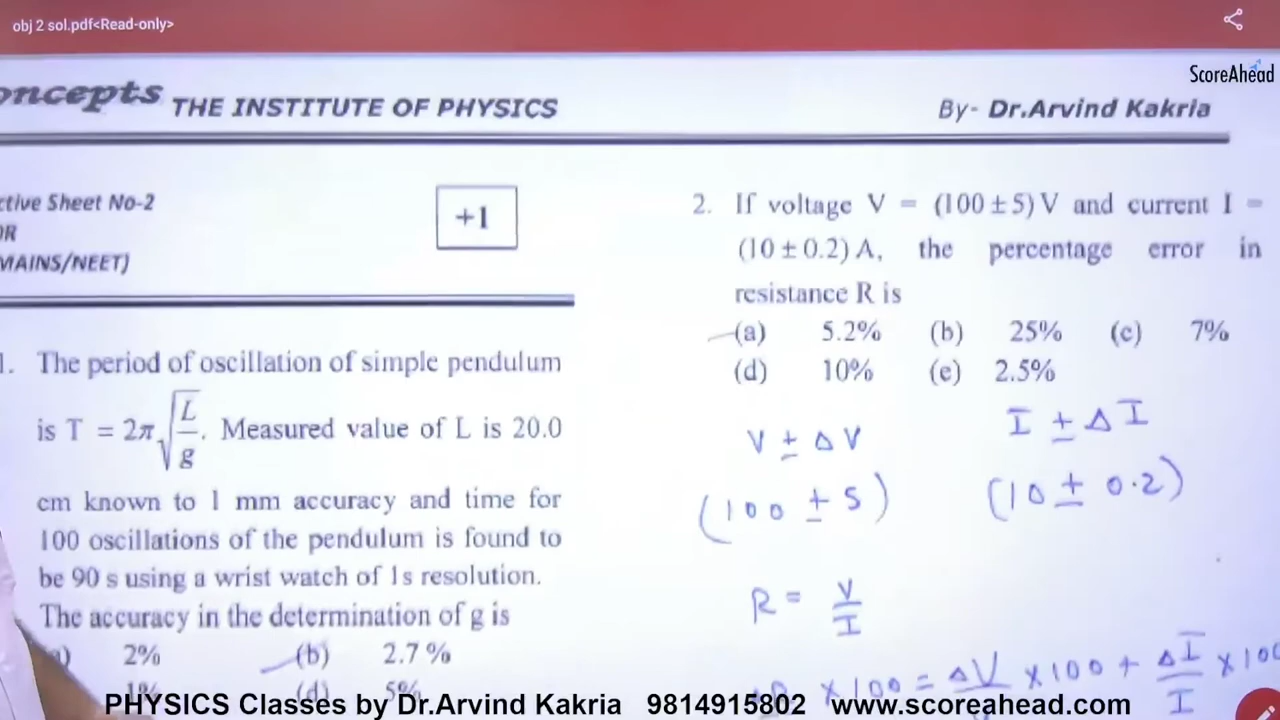 obj 2 sol.pdf<Read-only>
ScoreAhead
oncepts THE INSTITUTE OF PHYSICS
By- Dr.Arvind Kakria
ctive Sheet No-2
OR
MAINS/NEET)
+1
1. The period of oscillation of simple pendulum
is T = 2π√(L/g). Measured value of L is 20.0
cm known to 1 mm accuracy and time for
100 oscillations of the pendulum is found to
be 90 s using a wrist watch of 1s resolution.
The accuracy in the determination of g is
2% (b) 2.7 %
1% (d) 5%
2. If voltage V = (100 ± 5) V and current I =
(10 ± 0.2) A, the percentage error in
resistance R is
(a) 5.2% (b) 25% (c) 7%
(d) 10% (e) 2.5%
V ± Δ V I ± Δ I
(100 ± 5) (10 ± 0.2)
R = V/I
× 100 = ΔV × 100 + ΔI/I × 100
PHYSICS Classes by Dr.Arvind Kakria 9814915802 www.scoreahead.com